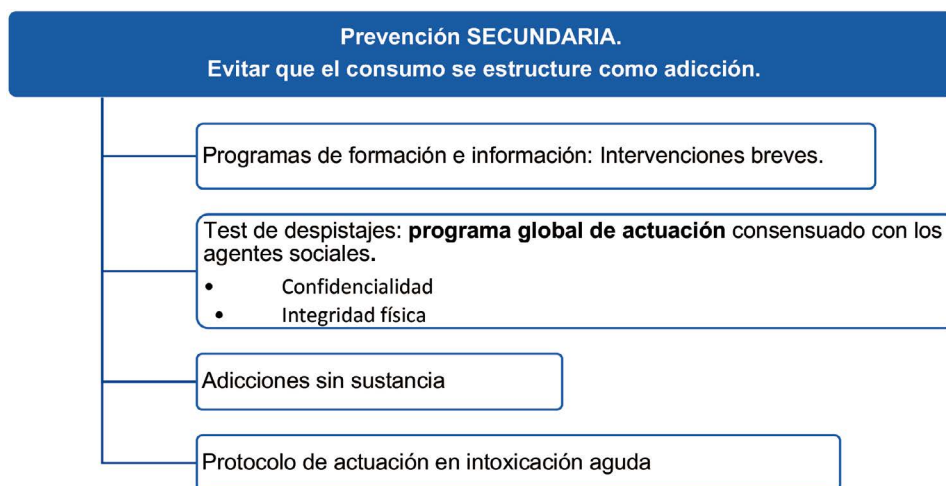 Prevención SECUNDARIA.
Evitar que el consumo se estructure como adicción.
Programas de formación e información: Intervenciones breves.
Test de despistajes: programa global de actuación consensuado con los
agentes sociales.
• Confidencialidad
• Integridad física
Adicciones sin sustancia
Protocolo de actuación en intoxicación aguda